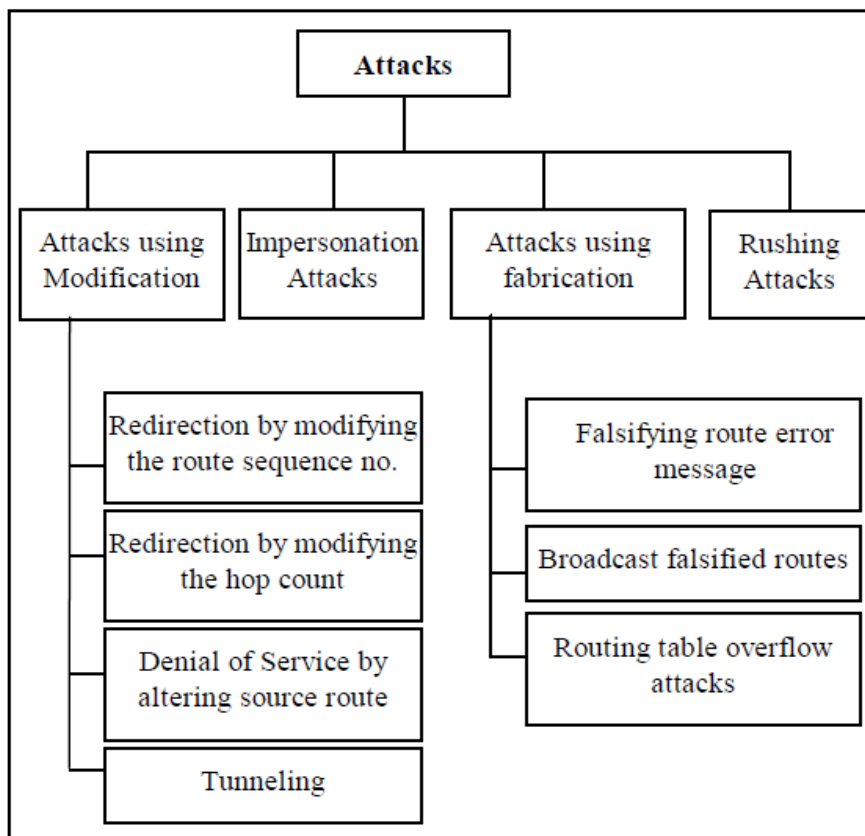 Attacks
Attacks using
Modification
Impersonation
Attacks
Attacks using
fabrication
Rushing
Attacks
Redirection by modifying
the route sequence no.
Redirection by modifying
the hop count
Denial of Service by
altering source route
Tunneling
Falsifying route error
message
Broadcast falsified routes
Routing table overflow
attacks